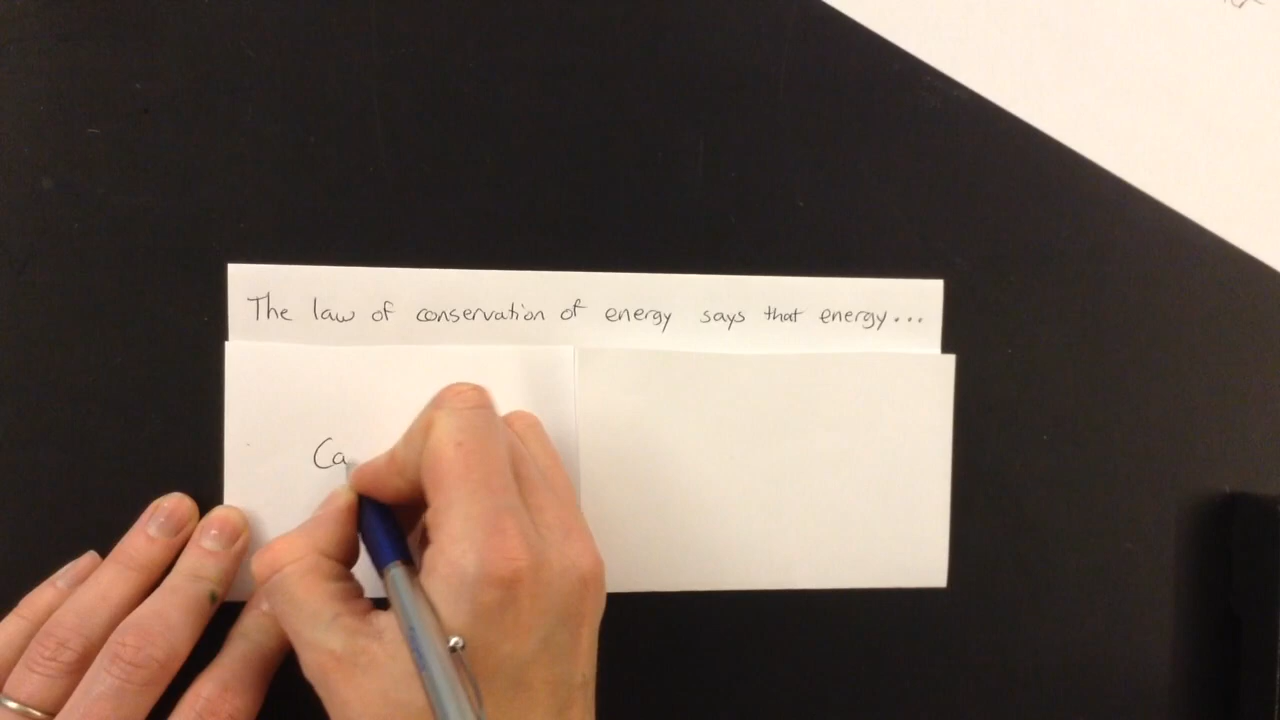 The law of conservation of energy says that energy...
Ca